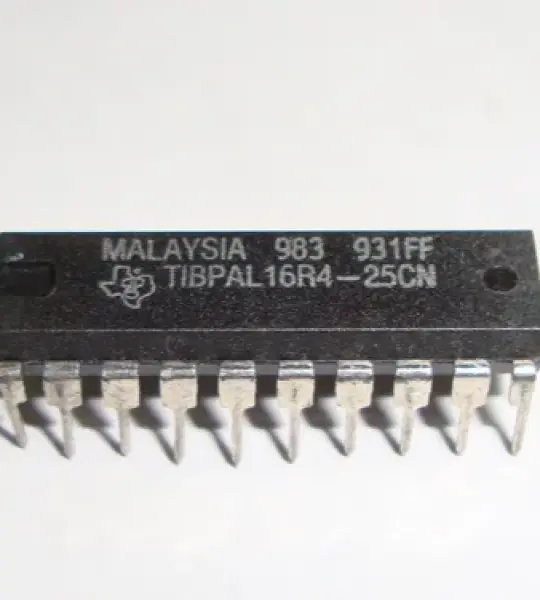 MALAYSIA 983 931FF
TIBPAL16R4-25CN